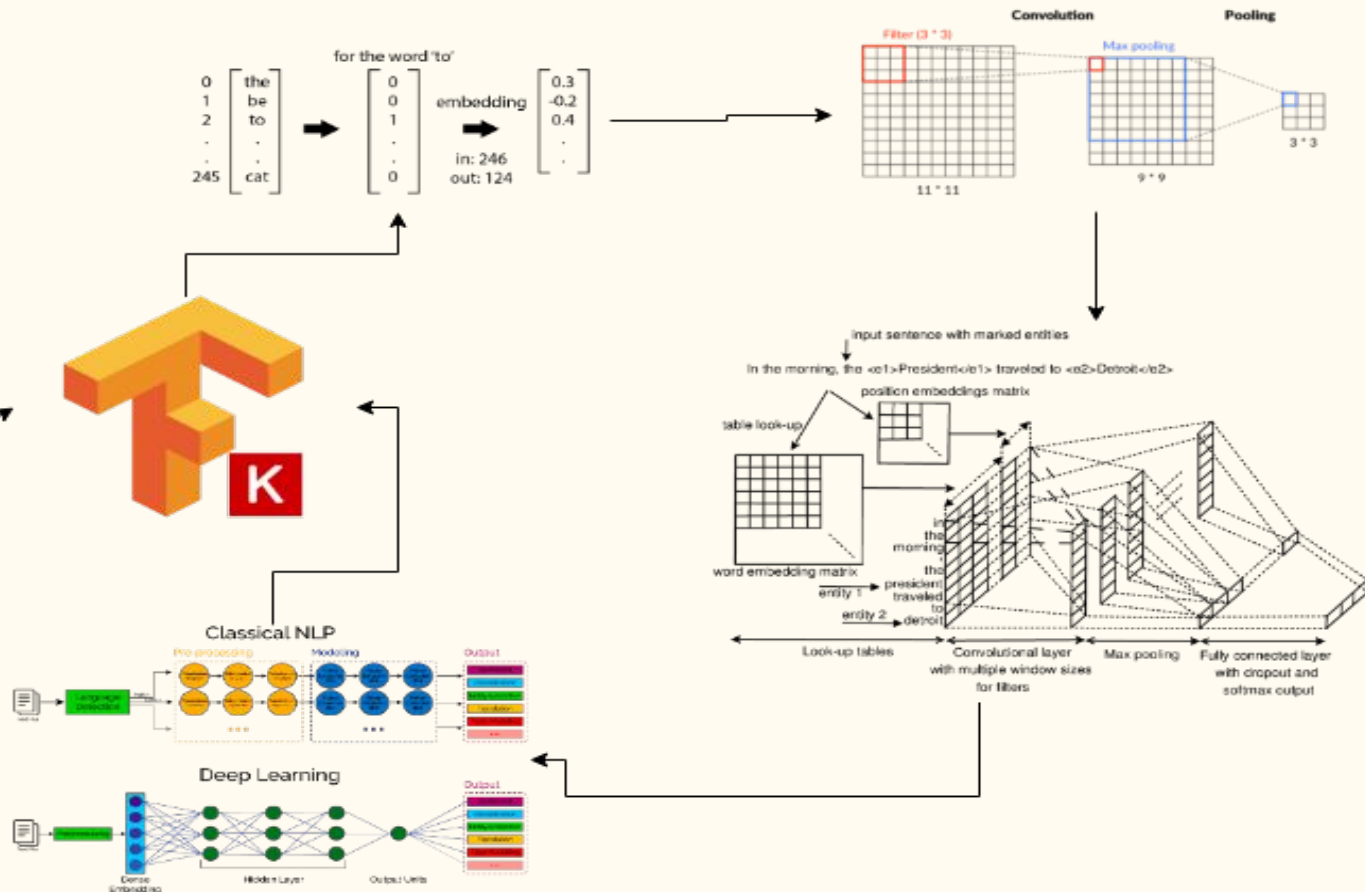 Convolution Pooling
Filter (3 * 3)
Max pooling
11 * 11
9 * 9
3 * 3
for the word 'to'
0 the
1 be
2 to
. .
. .
245 cat
0
0
1
.
.
0
embedding
in: 246
out: 124
0.3
-0.2
0.4
.
.
K
input sentence with marked entities
In the morning, the <e1>President</e1> traveled to <e2>Detroit</e2>
position embeddings matrix
table look-up
word embedding matrix
entity 1
entity 2
in
the
morning
,
the
president
traveled
to
detroit
Look-up tables
Convolutional layer
with multiple window sizes
for filters
Max pooling
Fully connected layer
with dropout and
softmax output
Classical NLP
Pre-processing
Modeling
Output
Language
Detection
Deep Learning
Output
Preprocessing
Dense
Embedding
Hidden Layer
Output Units